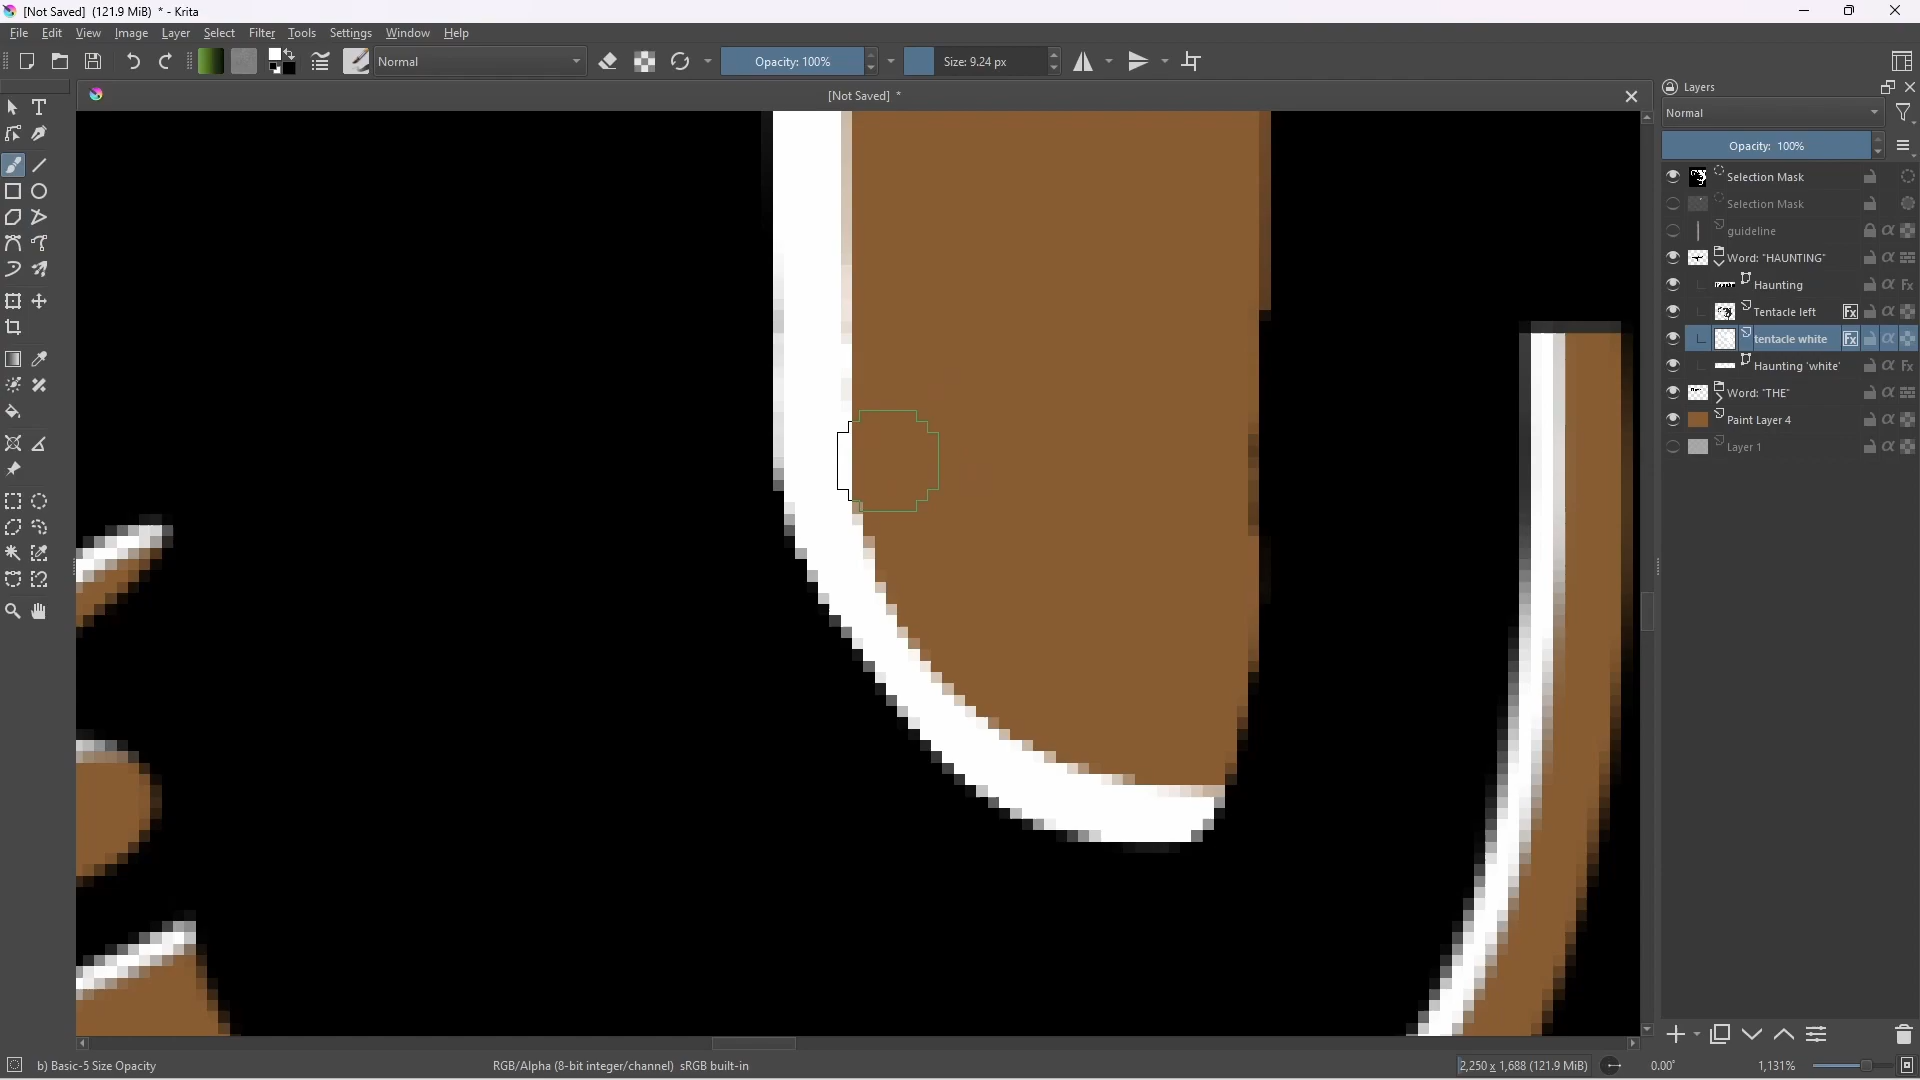 [Not Saved] (121.9 MiB) * - Krita
File Edit View Image Layer Select Filter Tools Settings Window Help
Normal Opacity: 100% Size: 9.24 px
[Not Saved] *
Layers
Normal
Opacity: 100%
Selection Mask
Selection Mask
guideline
Word: "HAUNTING"
Haunting
Tentacle left
tentacle white
Haunting 'white'
Word: "THE"
Paint Layer 4
Layer 1
b) Basic-5 Size Opacity RGB/Alpha (8-bit integer/channel) sRGB built-in 2,250 x 1,688 (121.9 MiB) 0.00° 1,131%